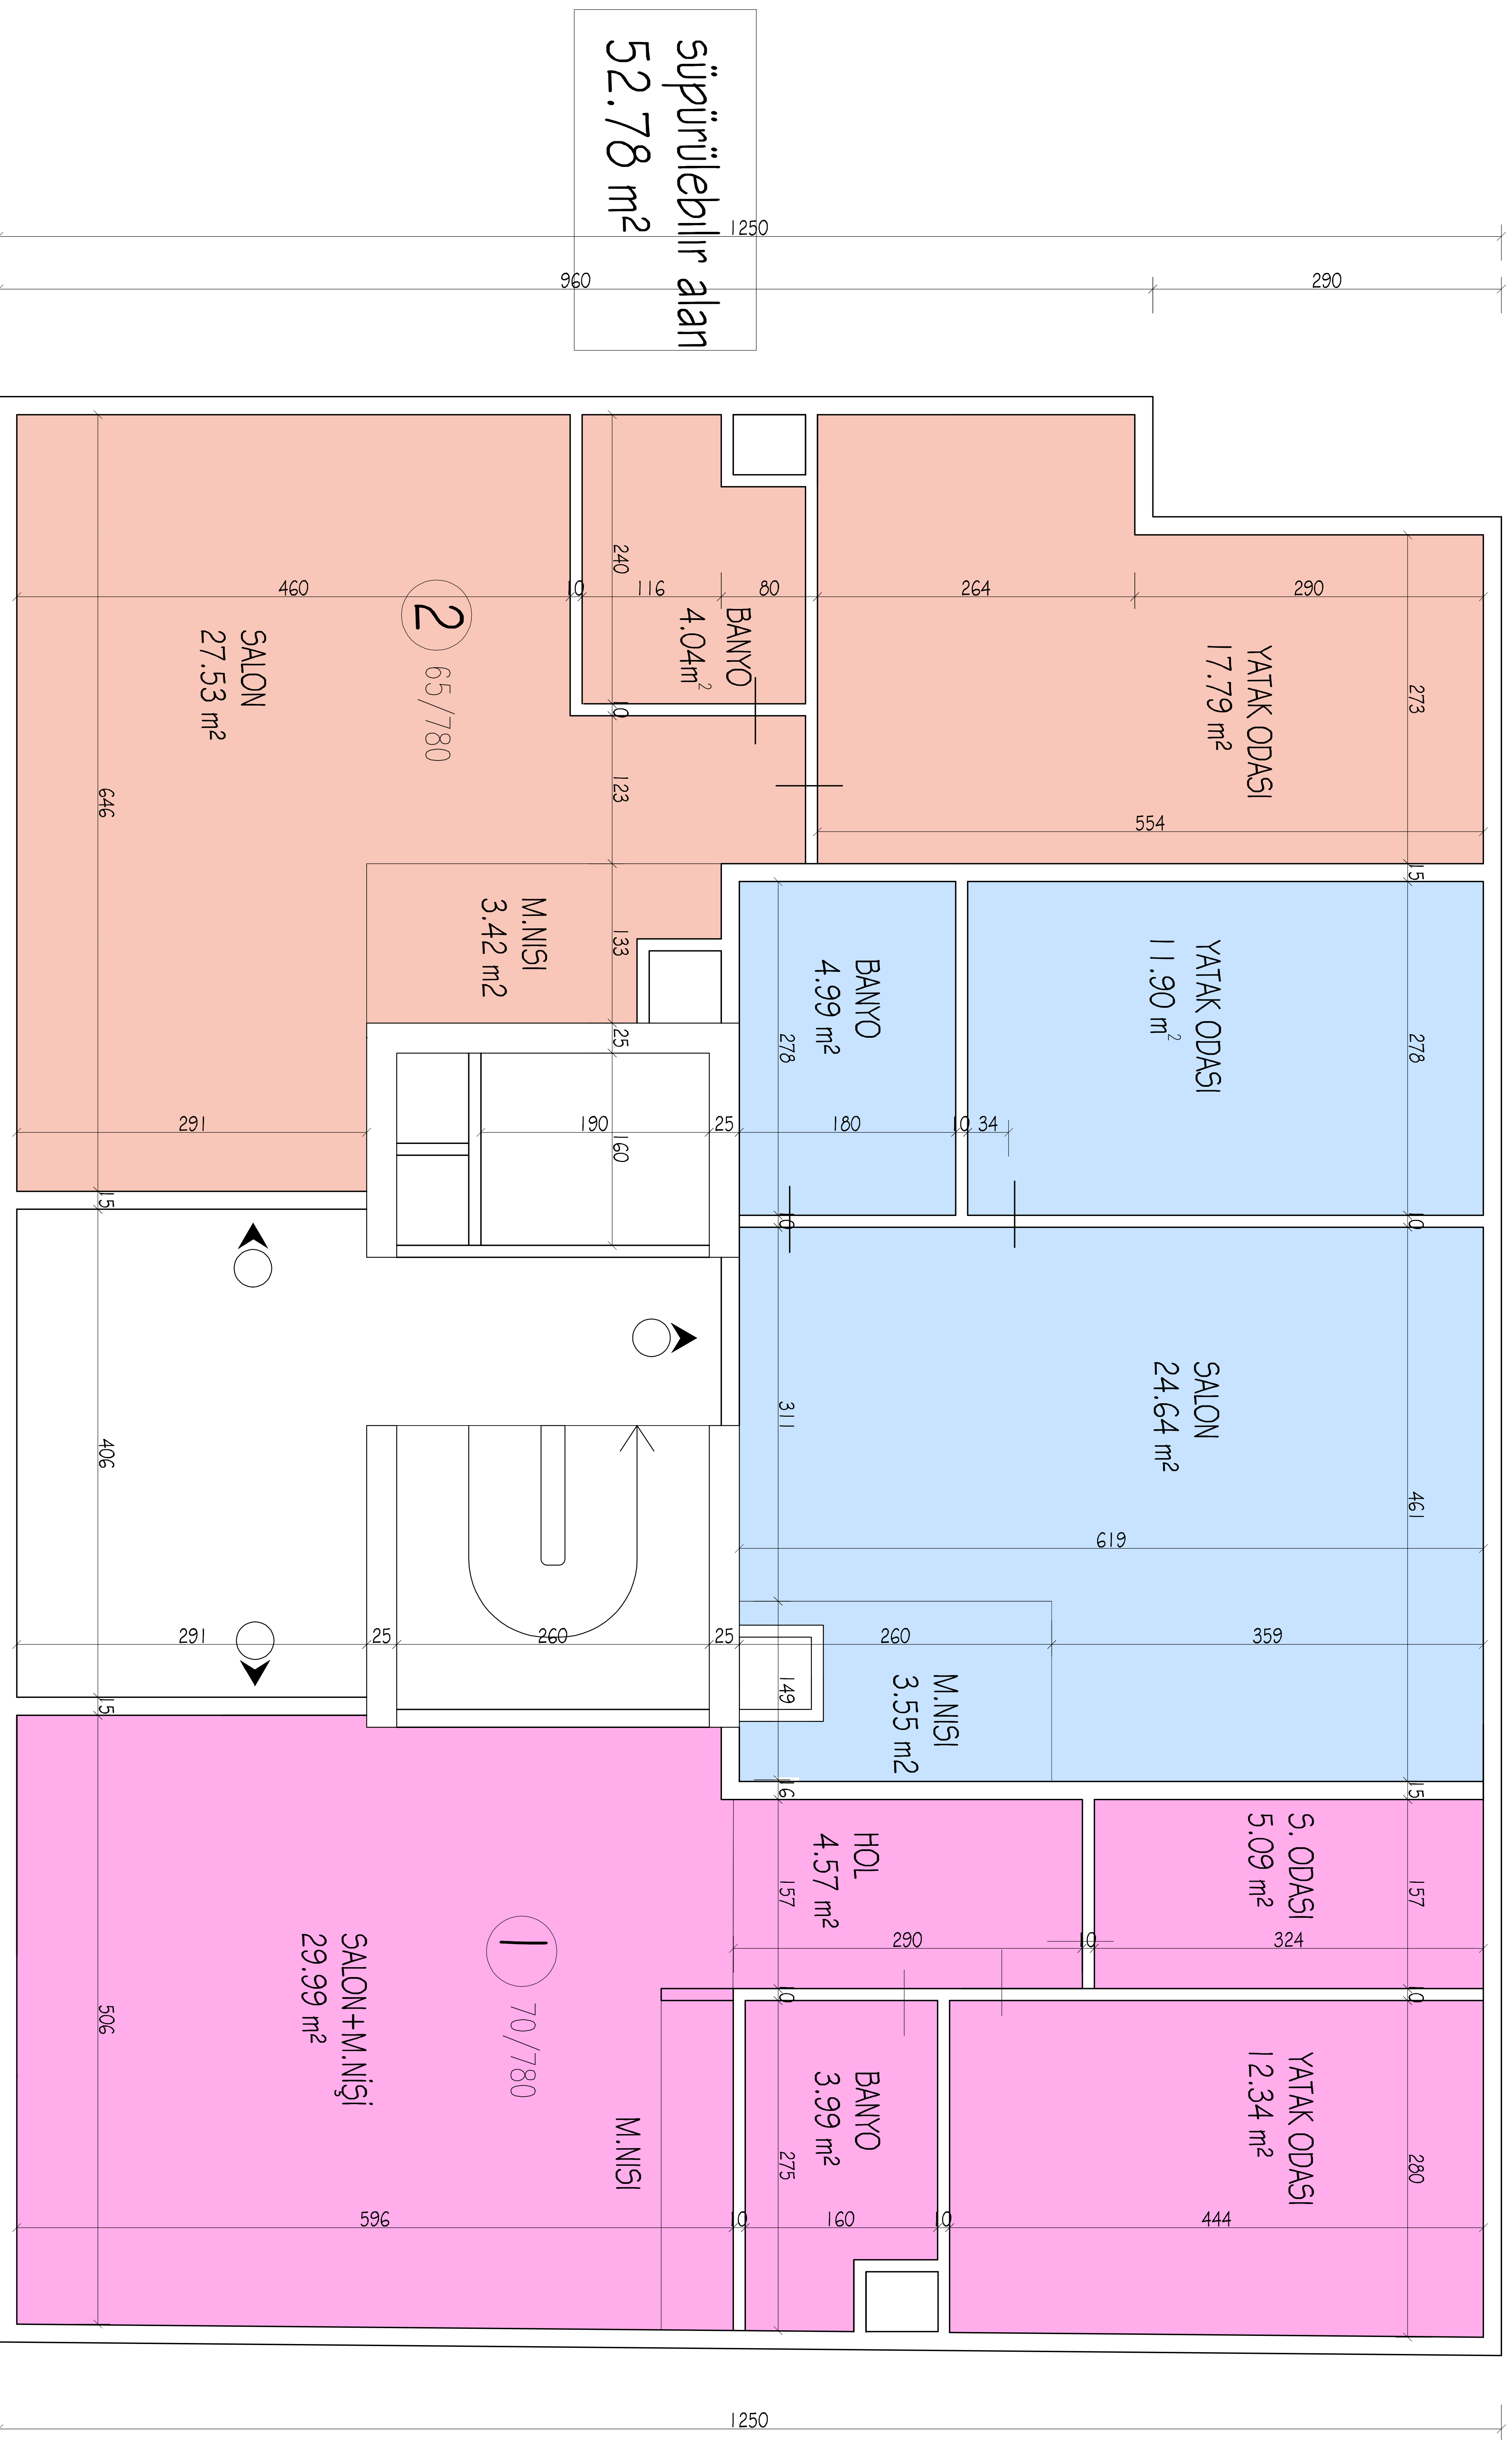 süpürülebılır alan
52.78 m²
1250
960
290
460
10
116
80
264
290
240
10
123
133
25
160
646
15
406
15
506
2
65/780
SALON
27.53 m²
BANYO
4.04m²
YATAK ODASI
17.79 m²
273
554
15
M.NISI
3.42 m2
BANYO
4.99 m²
YATAK ODASI
11.90 m²
278
278
291
190
25
180
10
34
10
10
311
461
SALON
24.64 m²
619
291
25
260
25
260
359
149
M.NISI
3.55 m2
16
15
HOL
4.57 m²
S. ODASI
5.09 m²
157
157
290
10
324
10
10
1
70/780
SALON+M.NİŞİ
29.99 m²
M.NISI
BANYO
3.99 m²
YATAK ODASI
12.34 m²
275
280
596
10
160
10
444
1250